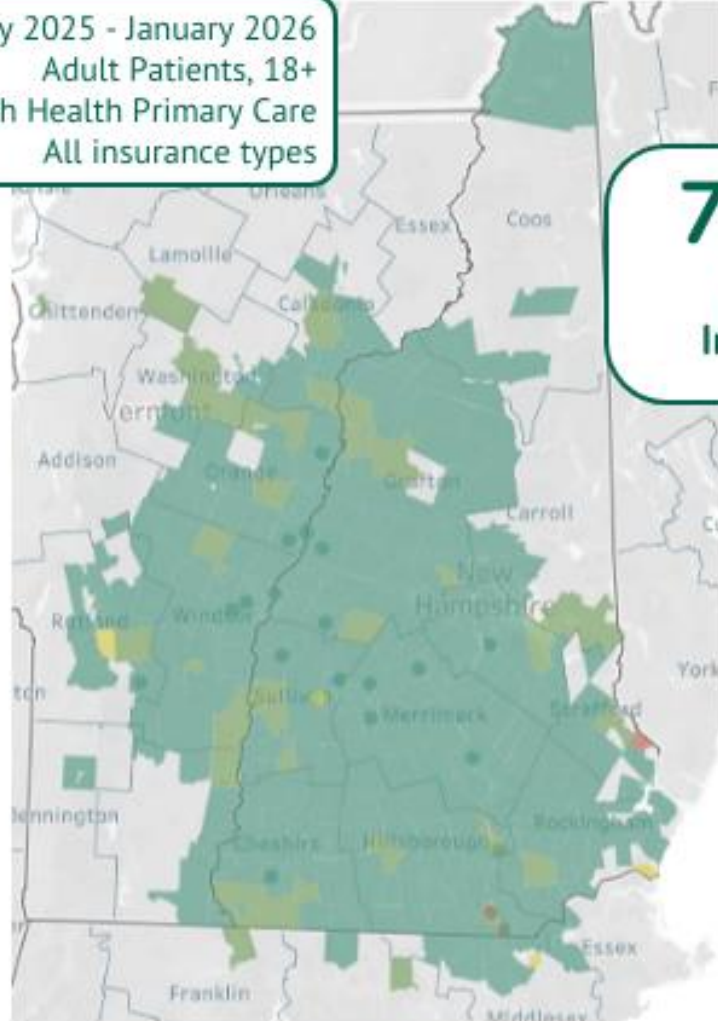 y 2025 - January 2026
Adult Patients, 18+
h Health Primary Care
All insurance types
Orleans
Essex
Coos
Lamoille
7
Chittenden
Caledonia
In
Washington
Vermont
Addison
Orange
Grafton
Carroll
New
Hampshire
Rutland
Windsor
York
ton
Sullivan
Merrimack
Strafford
Bennington
Cheshire
Hillsborough
Rockingham
Essex
Franklin
Middlesex